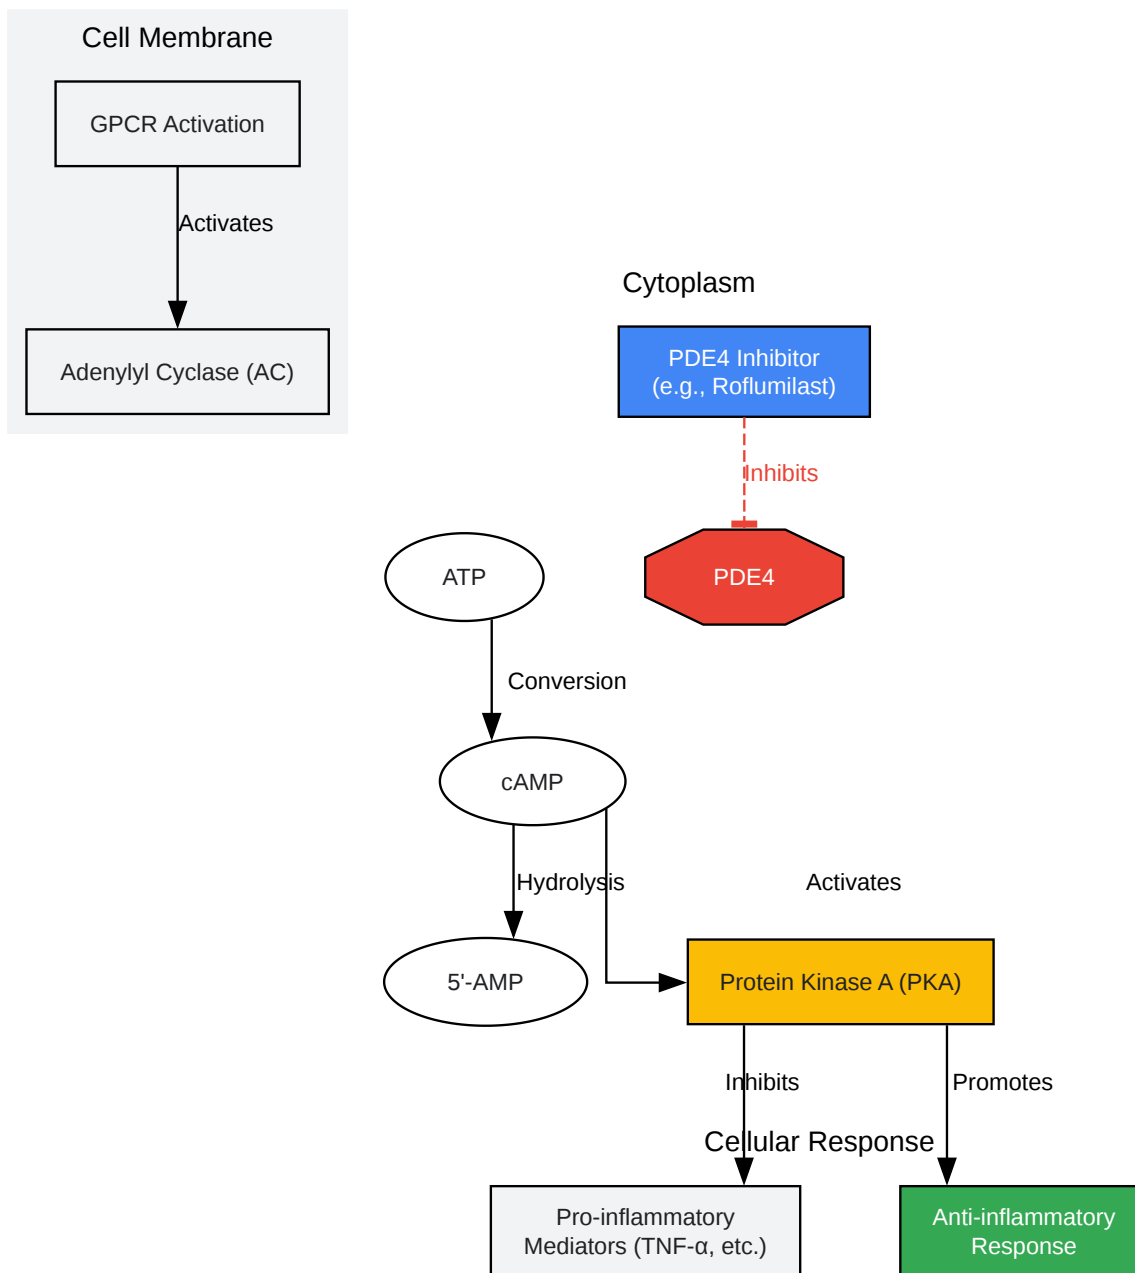 Cell Membrane
GPCR Activation
Activates
Adenylyl Cyclase (AC)
Cytoplasm
PDE4 Inhibitor
(e.g., Roflumilast)
Inhibits
PDE4
ATP
Conversion
cAMP
Hydrolysis
Activates
5'-AMP
Protein Kinase A (PKA)
Inhibits
Promotes
Cellular Response
Pro-inflammatory
Mediators (TNF-α, etc.)
Anti-inflammatory
Response